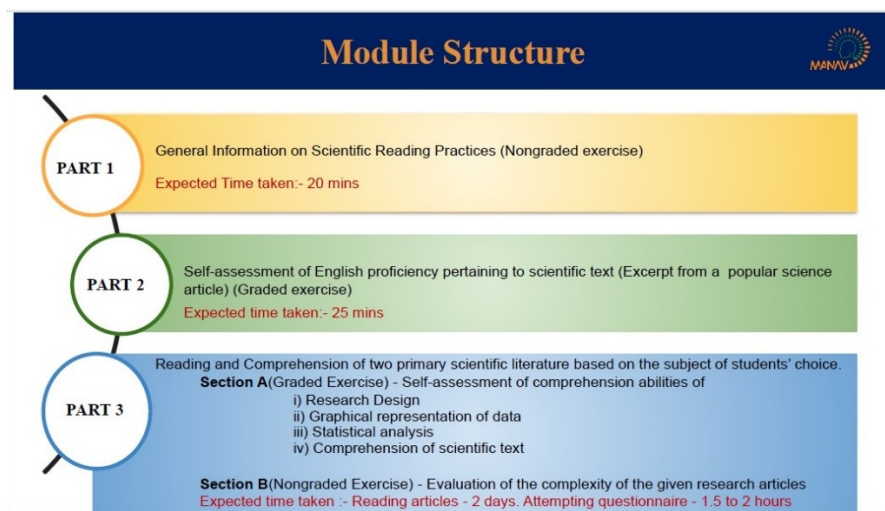 Module Structure
MANAV
PART 1
General Information on Scientific Reading Practices (Nongraded exercise)
Expected Time taken:- 20 mins
PART 2
Self-assessment of English proficiency pertaining to scientific text (Excerpt from a popular science
article) (Graded exercise)
Expected time taken:- 25 mins
PART 3
Reading and Comprehension of two primary scientific literature based on the subject of students' choice.
Section A(Graded Exercise) - Self-assessment of comprehension abilities of
i) Research Design
ii) Graphical representation of data
iii) Statistical analysis
iv) Comprehension of scientific text
Section B(Nongraded Exercise) - Evaluation of the complexity of the given research articles
Expected time taken :- Reading articles - 2 days. Attempting questionnaire - 1.5 to 2 hours